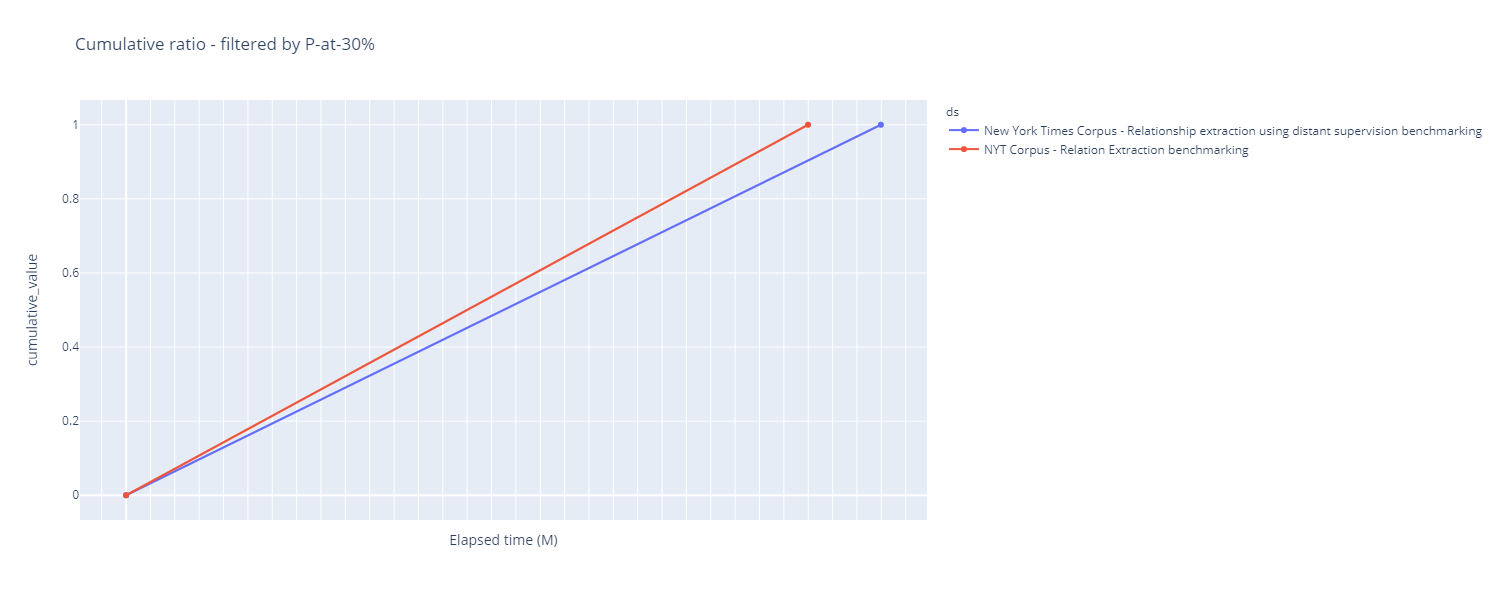 Cumulative ratio - filtered by P-at-30%
ds
New York Times Corpus - Relationship extraction using distant supervision benchmarking
NYT Corpus - Relation Extraction benchmarking
1
0.8
0.6
0.4
0.2
0
cumulative_value
Elapsed time (M)